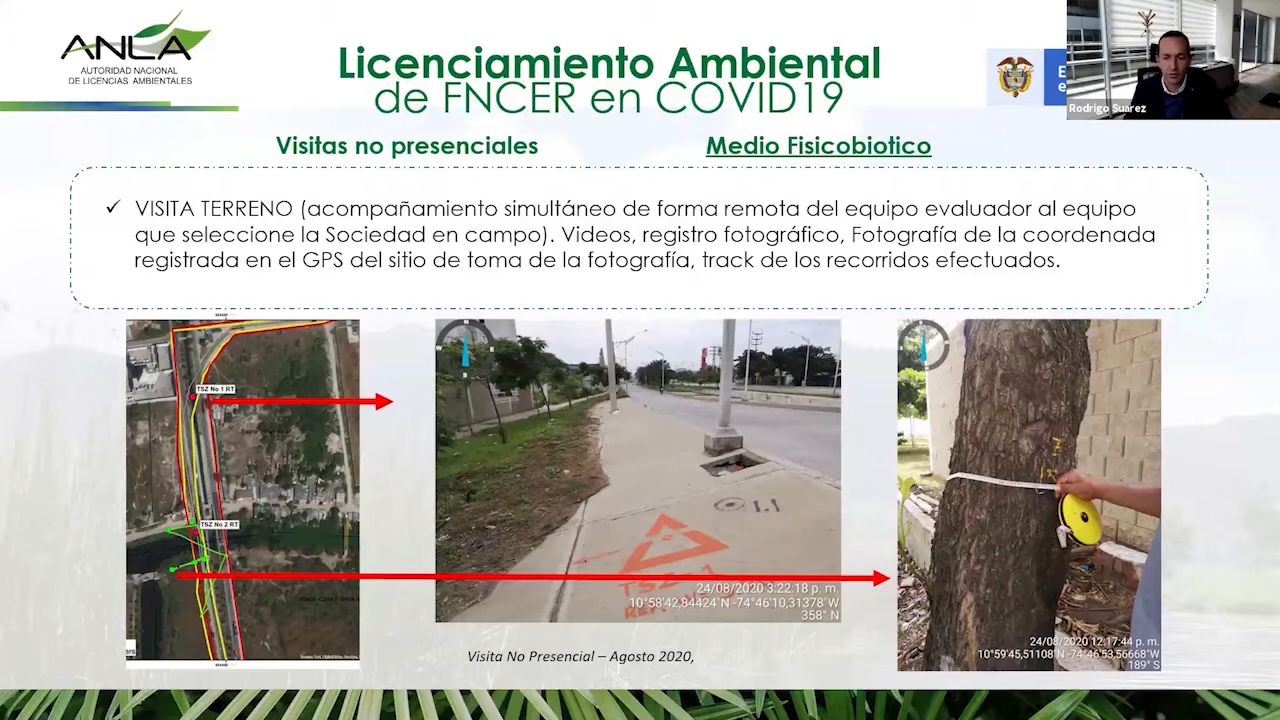 ANLA
AUTORIDAD NACIONAL
DE LICENCIAS AMBIENTALES
Licenciamiento Ambiental
de FNCER en COVID19
Rodrigo Suarez
Visitas no presenciales
Medio Fisicobiotico
✓ VISITA TERRENO (acompañamiento simultáneo de forma remota del equipo evaluador al equipo
que seleccione la Sociedad en campo). Videos, registro fotográfico, Fotografía de la coordenada
registrada en el GPS del sitio de toma de la fotografía, track de los recorridos efectuados.
TSZ No 1 RT
TSZ No 2 RT
1.1
24/08/2020 3:22:18 p. m.
10°58'42,84424"N -74°46'10,31378"W
358° N
24/08/2020 12:17:44 p. m.
10°59'45,51108"N -74°46'53,56668"W
189° S
Visita No Presencial – Agosto 2020,